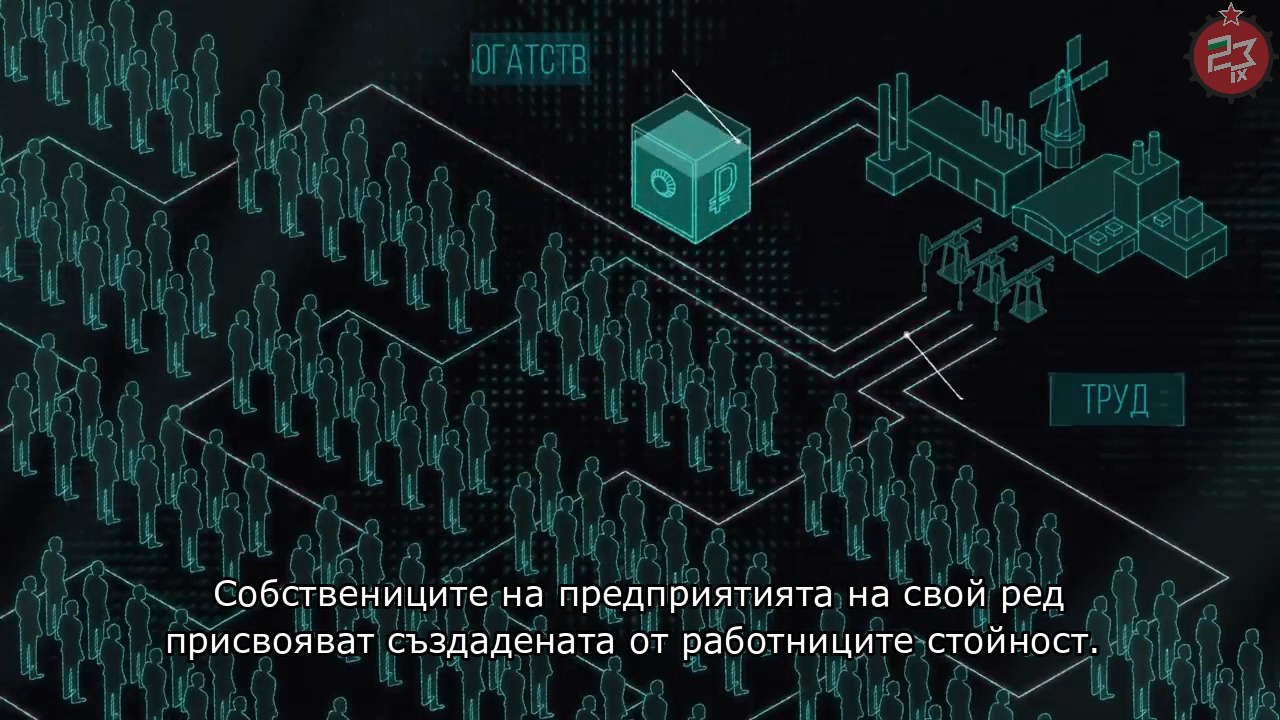 ОГАТСТВ
23
IX
ТРУД
Собствениците на предприятията на свой ред
присвояват създадената от работниците стойност.